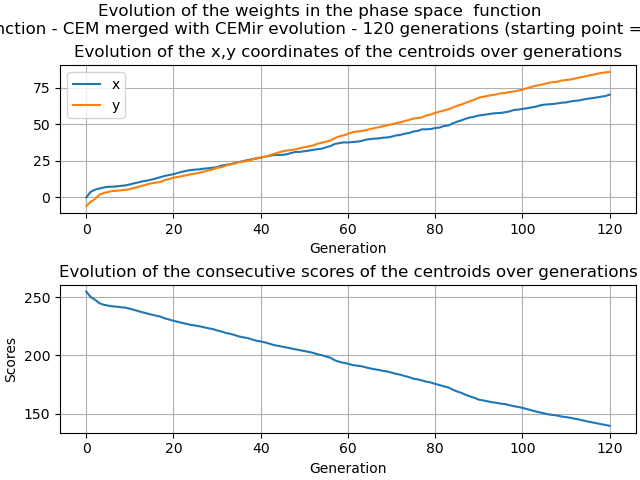 Evolution of the weights in the phase space function
nction - CEM merged with CEMir evolution - 120 generations (starting point =
Evolution of the x,y coordinates of the centroids over generations
x
y
75
50
25
0
0 20 40 60 80 100 120
Generation
Evolution of the consecutive scores of the centroids over generations
Scores
250
200
150
0 20 40 60 80 100 120
Generation